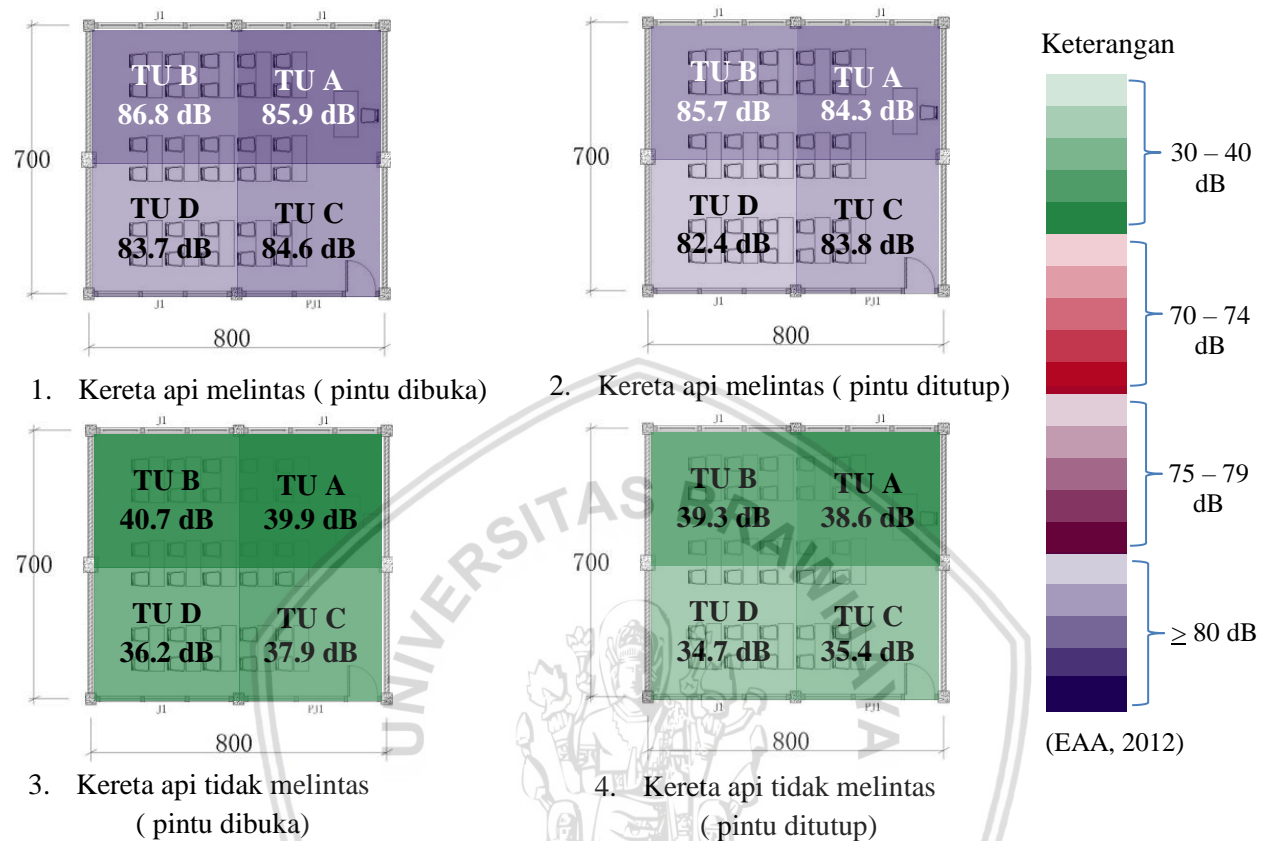 J1 J1
TU B TU A
86.8 dB 85.9 dB
700
TU D TU C
83.7 dB 84.6 dB
J1 PJ1
800
1. Kereta api melintas ( pintu dibuka)
J1 J1
TU B TU A
85.7 dB 84.3 dB
700
TU D TU C
82.4 dB 83.8 dB
J1 PJ1
800
2. Kereta api melintas ( pintu ditutup)
J1 J1
TU B TU A
40.7 dB 39.9 dB
700
TU D TU C
36.2 dB 37.9 dB
J1 PJ1
800
3. Kereta api tidak melintas
( pintu dibuka)
J1 J1
TU B TU A
39.3 dB 38.6 dB
700
TU D TU C
34.7 dB 35.4 dB
J1 PJ1
800
4. Kereta api tidak melintas
( pintu ditutup)
Keterangan
30 – 40
dB
70 – 74
dB
75 – 79
dB
≥ 80 dB
(EAA, 2012)
UNIVERSITAS BRAWIJAYA